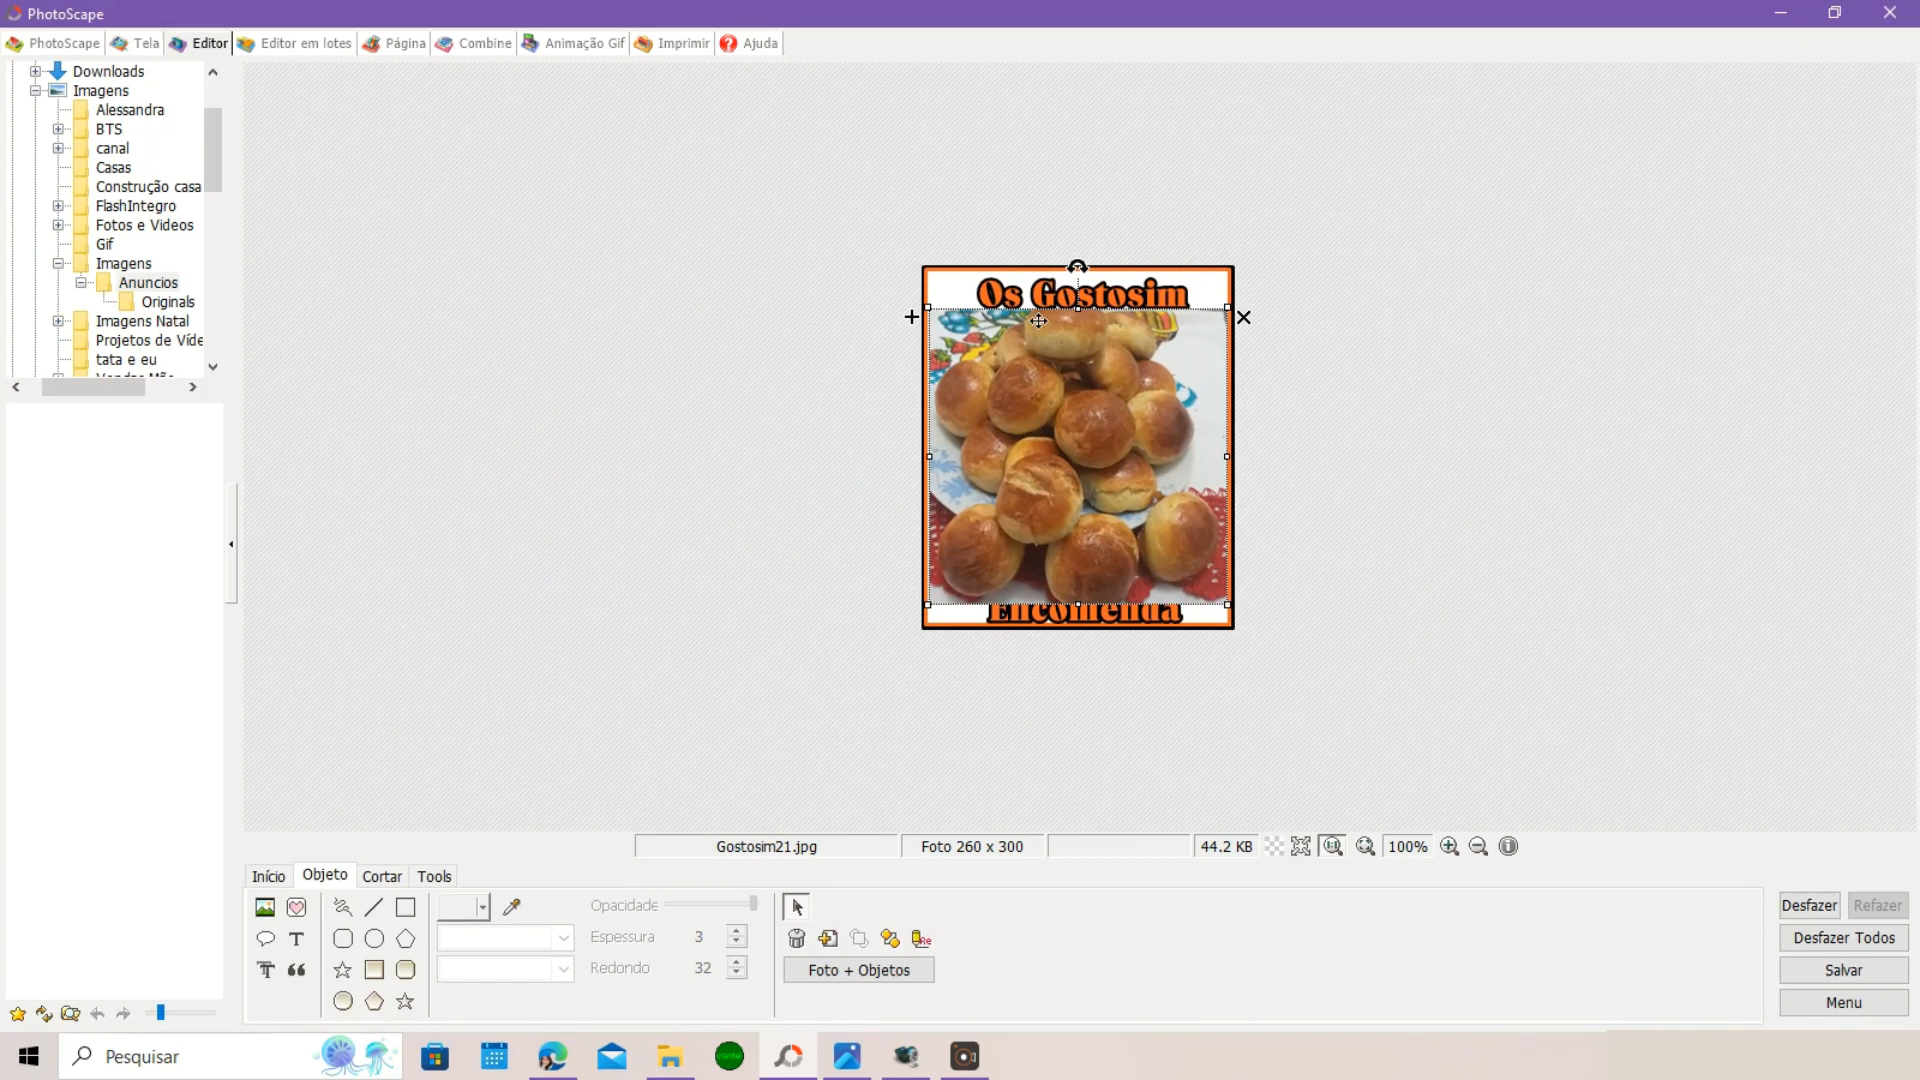 PhotoScape
PhotoScape Tela Editor Editor em lotes Página Combine Animação Gif Imprimir Ajuda
Downloads
Imagens
Alessandra
BTS
canal
Casas
Construção casa
FlashIntegro
Fotos e Videos
Gif
Imagens
Anuncios
Originals
Imagens Natal
Projetos de Víde
tata e eu
Os Gostosim
Encomenda
Gostosim21.jpg Foto 260 x 300 44.2 KB 100%
Início Objeto Cortar Tools
Opacidade
Espessura 3
Redondo 32
Foto + Objetos
Desfazer Refazer
Desfazer Todos
Salvar
Menu
Pesquisar